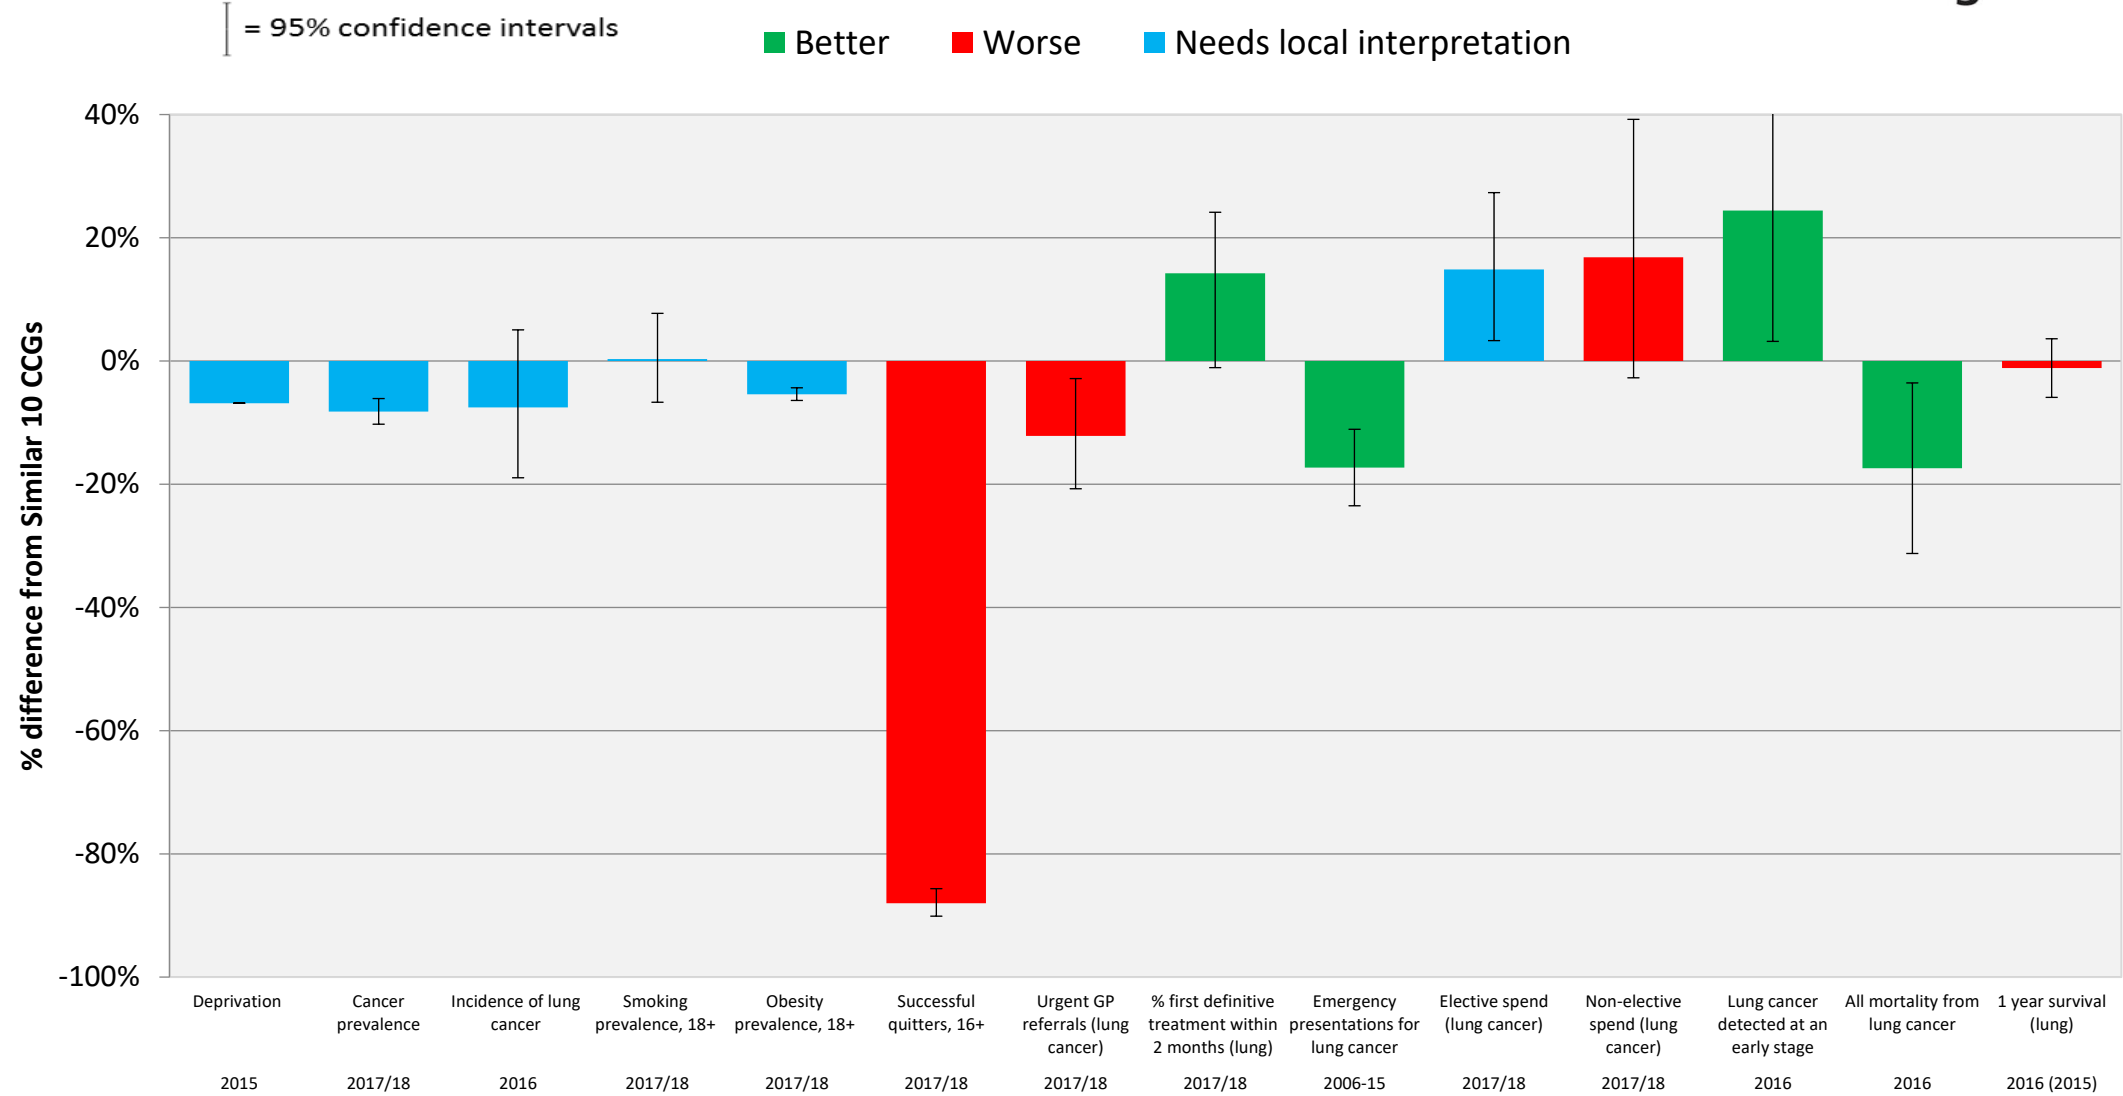 = 95% confidence intervals
Better Worse Needs local interpretation
% difference from Similar 10 CCGs
40%
20%
0%
-20%
-40%
-60%
-80%
-100%
Deprivation
2015
Cancer
prevalence
2017/18
Incidence of lung
cancer
2016
Smoking
prevalence, 18+
2017/18
Obesity
prevalence, 18+
2017/18
Successful
quitters, 16+
2017/18
Urgent GP
referrals (lung
cancer)
2017/18
% first definitive
treatment within
2 months (lung)
2017/18
Emergency
presentations for
lung cancer
2006-15
Elective spend
(lung cancer)
2017/18
Non-elective
spend (lung
cancer)
2017/18
Lung cancer
detected at an
early stage
2016
All mortality from
lung cancer
2016
1 year survival
(lung)
2016 (2015)